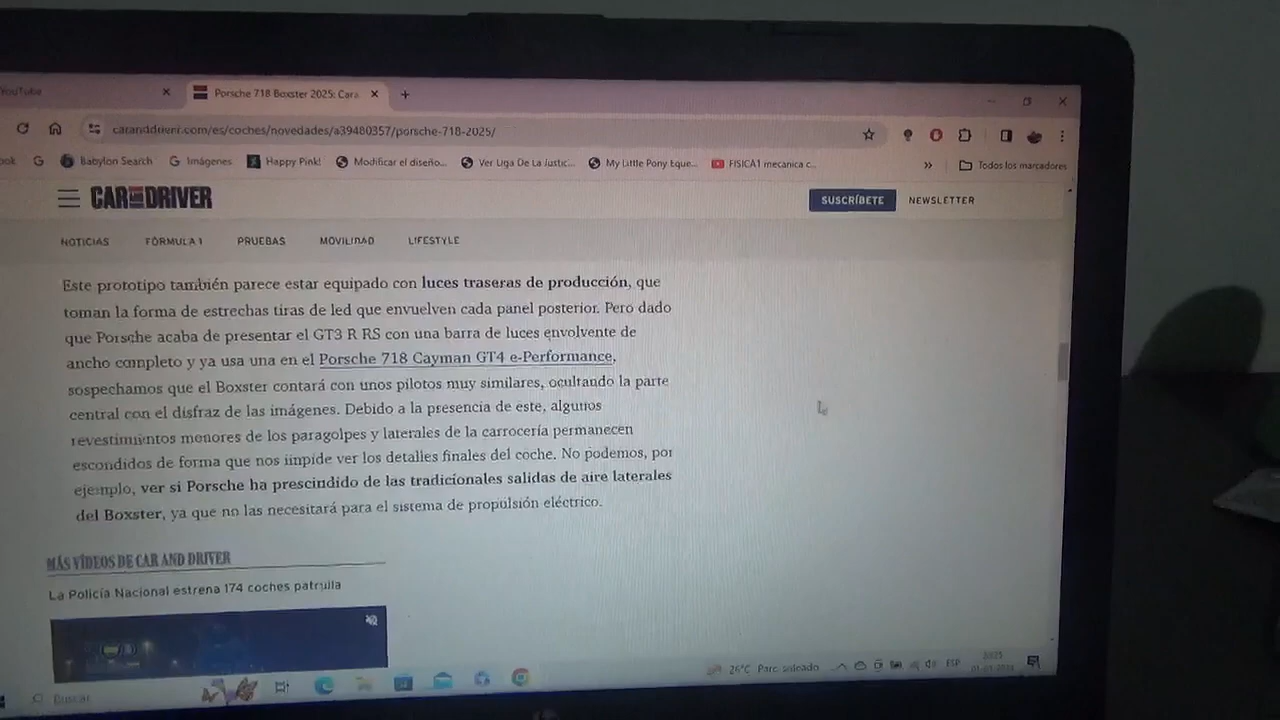 YouTube
Porsche 718 Boxster 2025: Cara
caranddriver.com/es/coches/novedades/a39480357/porsche-718-2025/
ook
G
Babylon Search
Imágenes
Happy Pink!
Modificar el diseño...
Ver Liga De La Justic...
My Little Pony Eque...
FISICA1 mecanica c...
Todos los marcadores
CAR AND DRIVER
SUSCRÍBETE
NEWSLETTER
NOTICIAS
FÓRMULA 1
PRUEBAS
MOVILIDAD
LIFESTYLE
Este prototipo también parece estar equipado con luces traseras de producción, que
toman la forma de estrechas tiras de led que envuelven cada panel posterior. Pero dado
que Porsche acaba de presentar el GT3 R RS con una barra de luces envolvente de
ancho completo y ya usa una en el Porsche 718 Cayman GT4 e-Performance,
sospechamos que el Boxster contará con unos pilotos muy similares, ocultando la parte
central con el disfraz de las imágenes. Debido a la presencia de este, algunos
revestimientos menores de los paragolpes y laterales de la carrocería permanecen
escondidos de forma que nos impide ver los detalles finales del coche. No podemos, por
ejemplo, ver si Porsche ha prescindido de las tradicionales salidas de aire laterales
del Boxster, ya que no las necesitará para el sistema de propulsión eléctrico.
MÁS VÍDEOS DE CAR AND DRIVER
La Policía Nacional estrena 174 coches patrulla
Buscar
26°C Parc. soleado
ESP